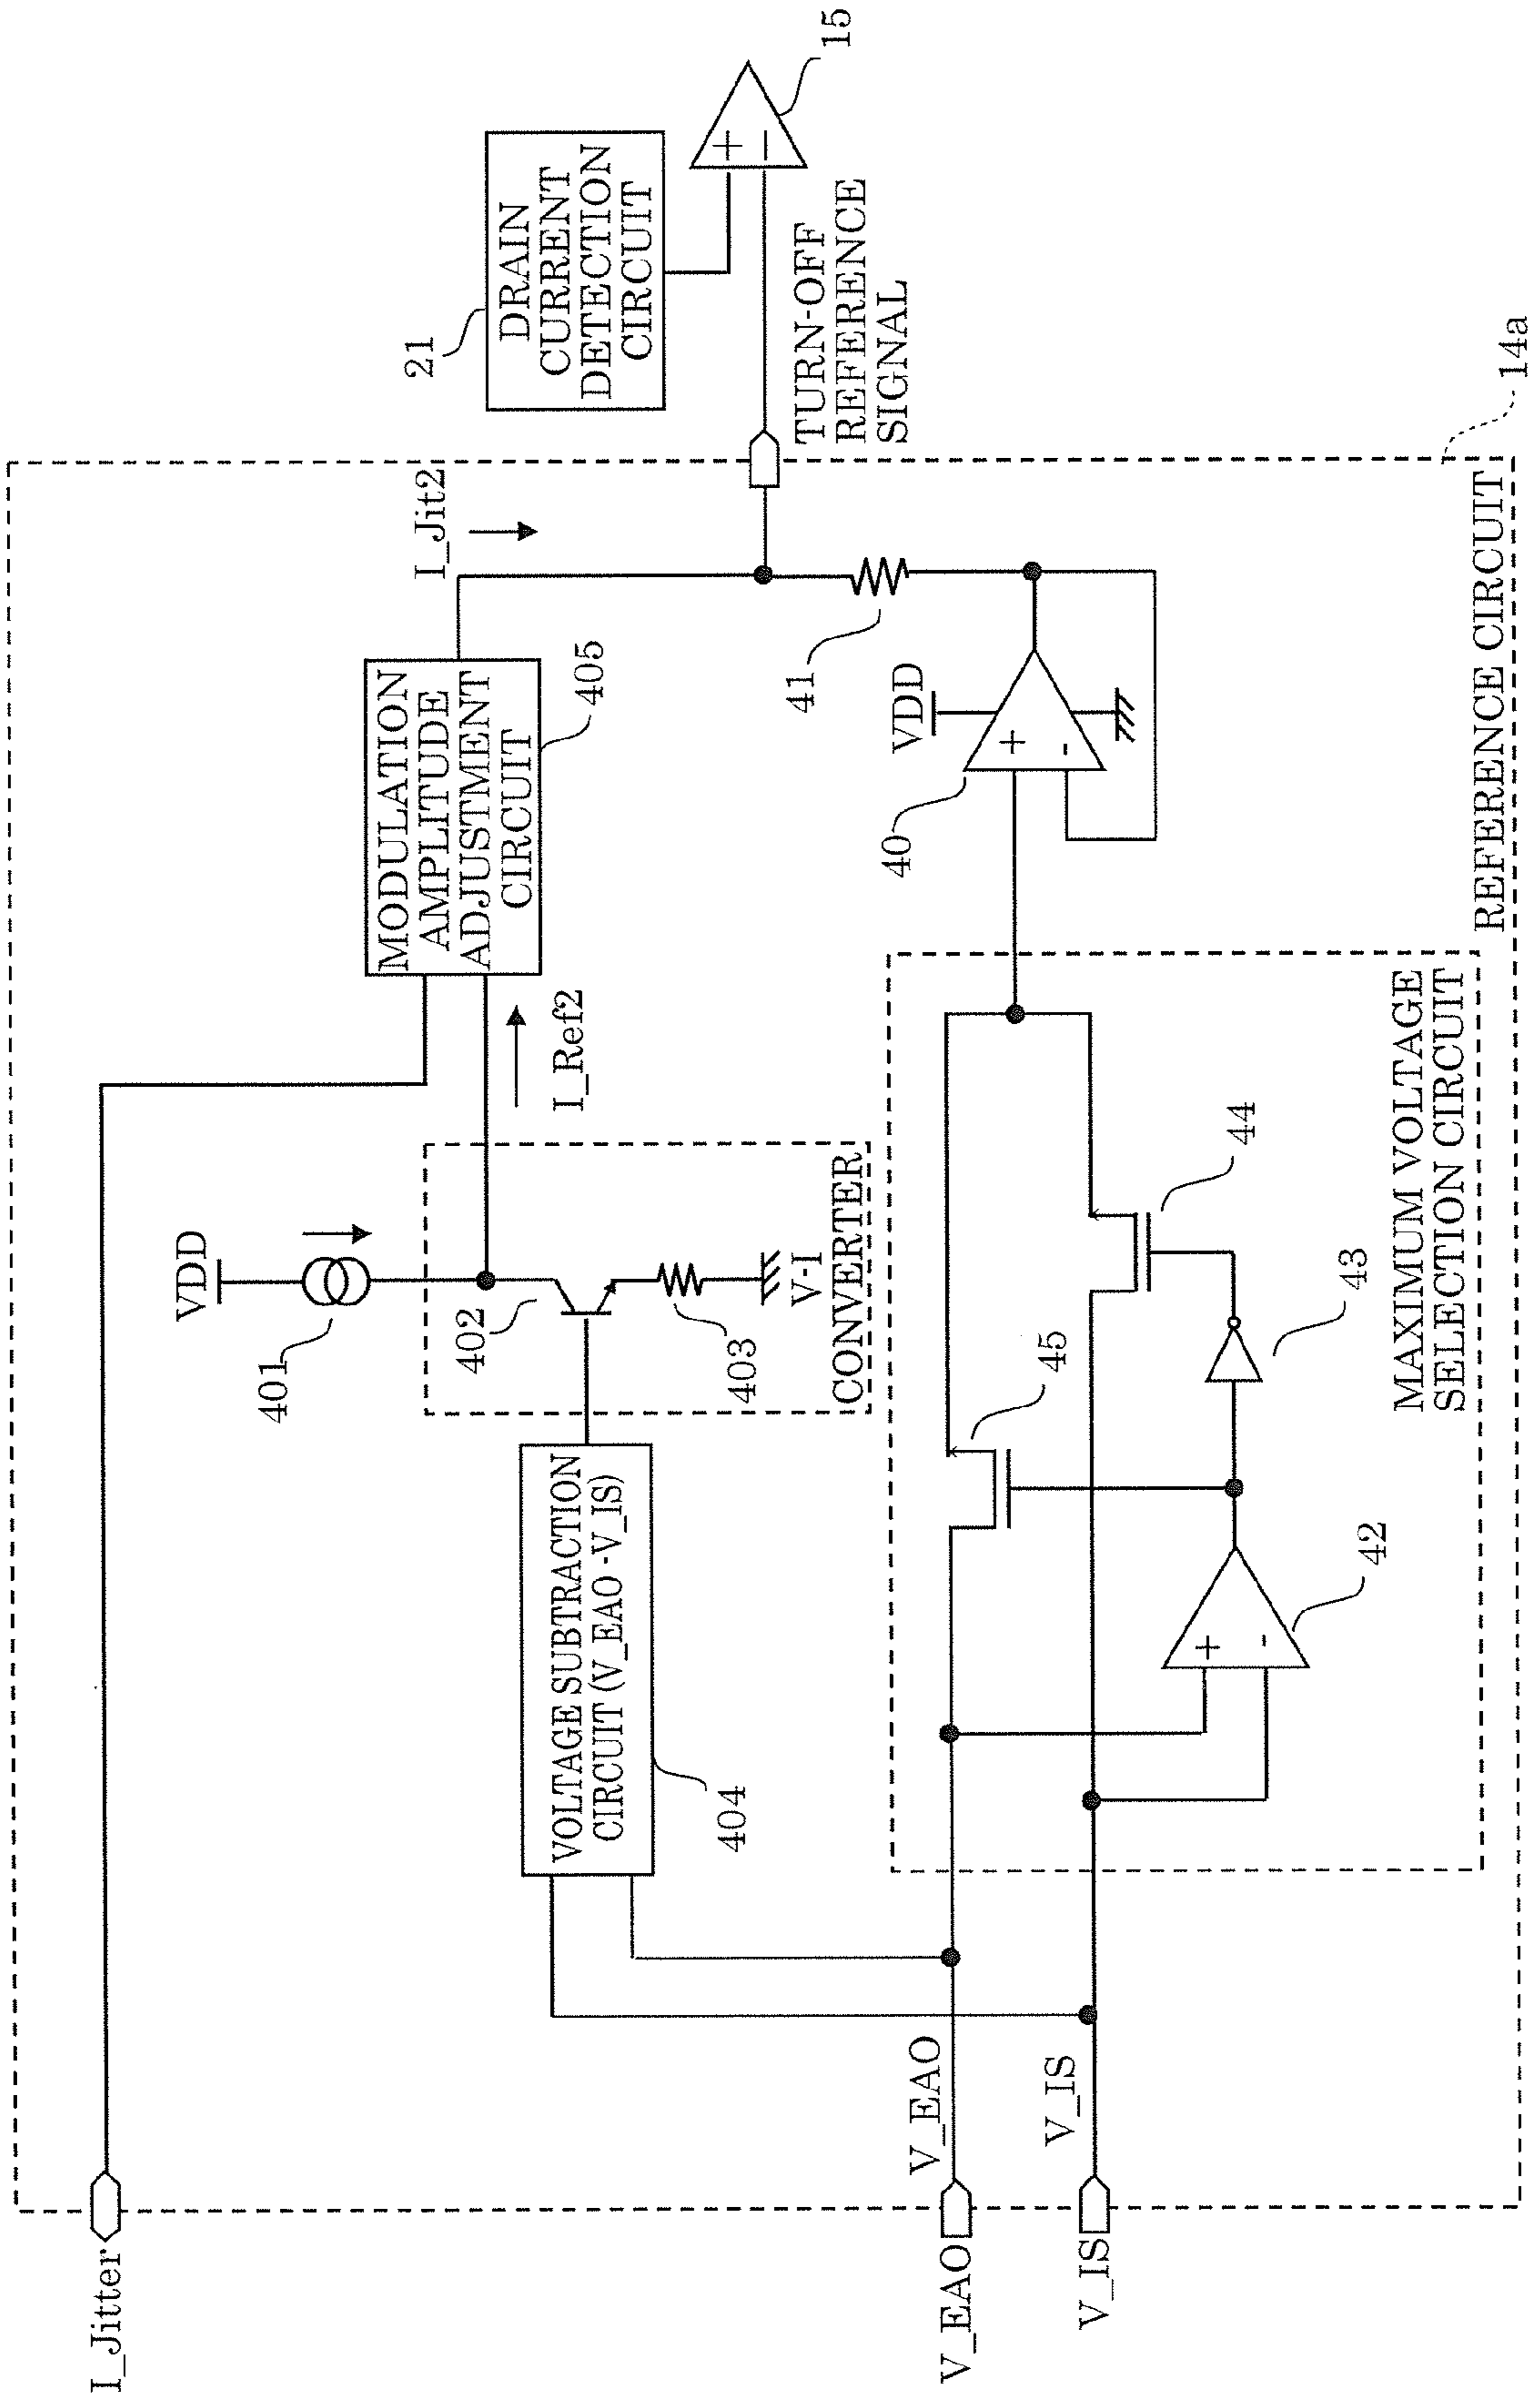 I_Jitter
VDD
401
402
403
V-I
CONVERTER
I_Ref2
MODULATION
AMPLITUDE
ADJUSTMENT
CIRCUIT
405
I_Jit2
21
DRAIN
CURRENT
DETECTION
CIRCUIT
+
−
15
TURN-OFF
REFERENCE
SIGNAL
VOLTAGE SUBTRACTION
CIRCUIT (V_EAO -V_IS)
404
V_EAO
V_EAO
V_IS
V_IS
45
44
43
42
+
-
MAXIMUM VOLTAGE
SELECTION CIRCUIT
40
VDD
+
-
41
REFERENCE CIRCUIT
14a